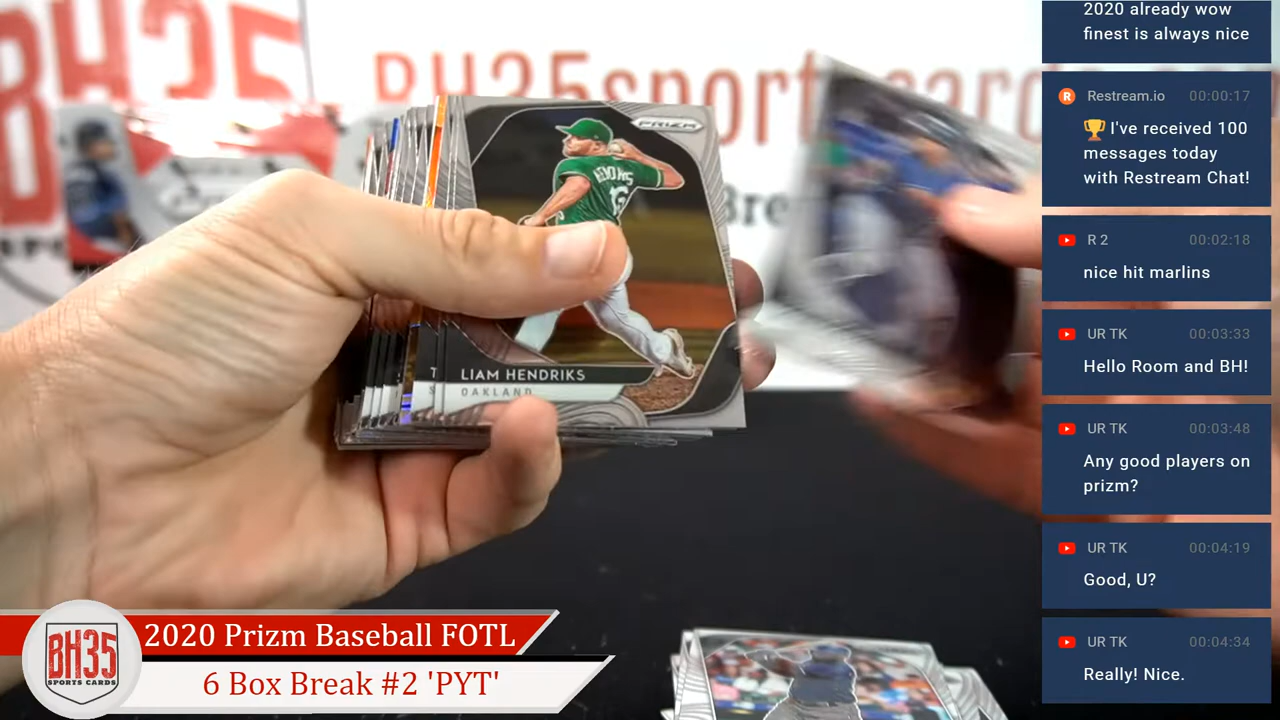 BH35
BH35sports cards
PRIZM
LIAM HENDRIKS
OAKLAND
2020 already wow
finest is always nice
R Restream.io 00:00:17
🏆 I've received 100
messages today
with Restream Chat!
R 2 00:02:18
nice hit marlins
UR TK 00:03:33
Hello Room and BH!
UR TK 00:03:48
Any good players on
prizm?
UR TK 00:04:19
Good, U?
UR TK 00:04:34
Really! Nice.
BH35
SPORTS CARDS
2020 Prizm Baseball FOTL
6 Box Break #2 'PYT'